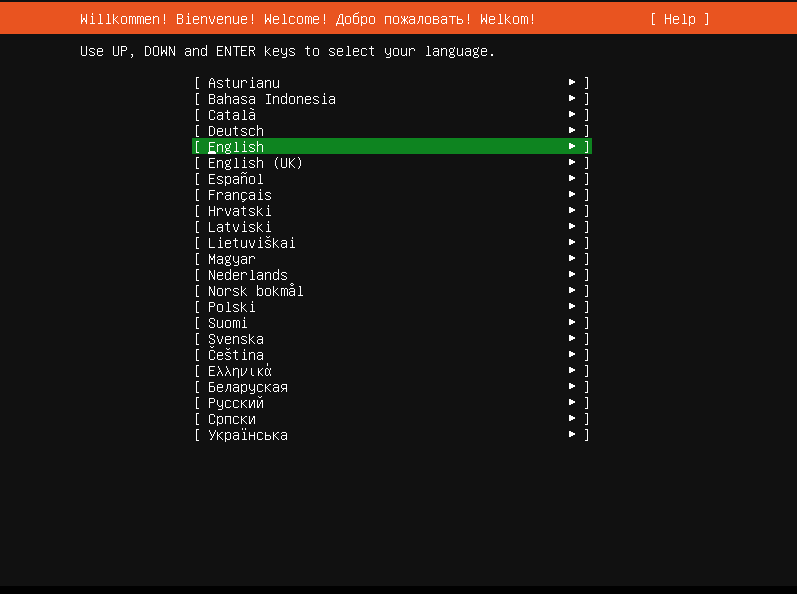 Willkommen! Bienvenue! Welcome! Добро пожаловать! Welkom! [ Help ]
Use UP, DOWN and ENTER keys to select your language.
[ Asturianu ▸ ]
[ Bahasa Indonesia ▸ ]
[ Català ▸ ]
[ Deutsch ▸ ]
[ English ▸ ]
[ English (UK) ▸ ]
[ Español ▸ ]
[ Français ▸ ]
[ Hrvatski ▸ ]
[ Latviski ▸ ]
[ Lietuviškai ▸ ]
[ Magyar ▸ ]
[ Nederlands ▸ ]
[ Norsk bokmål ▸ ]
[ Polski ▸ ]
[ Suomi ▸ ]
[ Svenska ▸ ]
[ Čeština ▸ ]
[ Ελληνικά ▸ ]
[ Беларуская ▸ ]
[ Русский ▸ ]
[ Српски ▸ ]
[ Українська ▸ ]